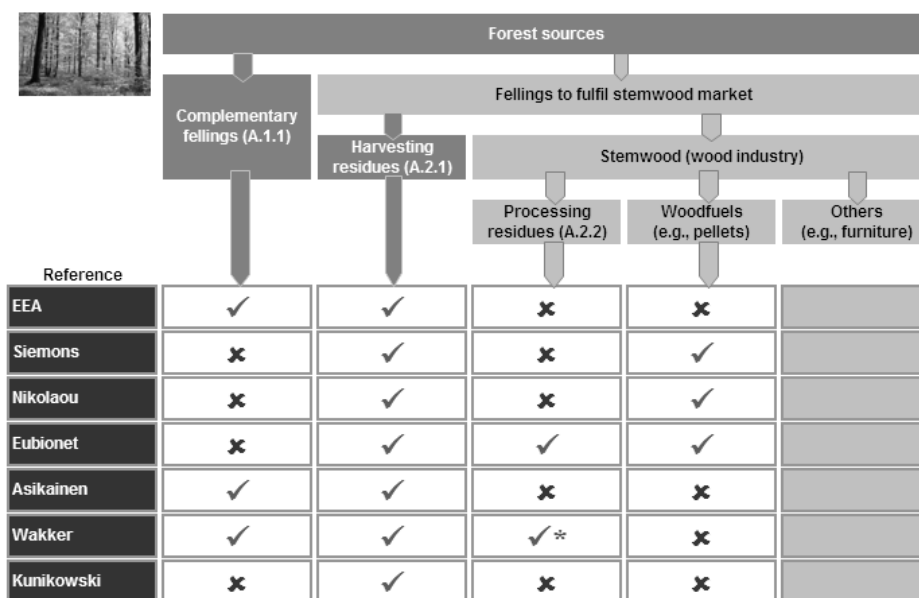 Forest sources
Complementary
fellings (A.1.1)
Fellings to fulfil stemwood market
Harvesting
residues (A.2.1)
Stemwood (wood industry)
Processing
residues (A.2.2)
Woodfuels
(e.g., pellets)
Others
(e.g., furniture)
Reference
EEA ✓ ✓ ✗ ✗
Siemons ✗ ✓ ✗ ✓
Nikolaou ✗ ✓ ✗ ✓
Eubionet ✗ ✓ ✓ ✓
Asikainen ✓ ✓ ✗ ✗
Wakker ✓ ✓ ✓* ✗
Kunikowski ✗ ✓ ✗ ✗